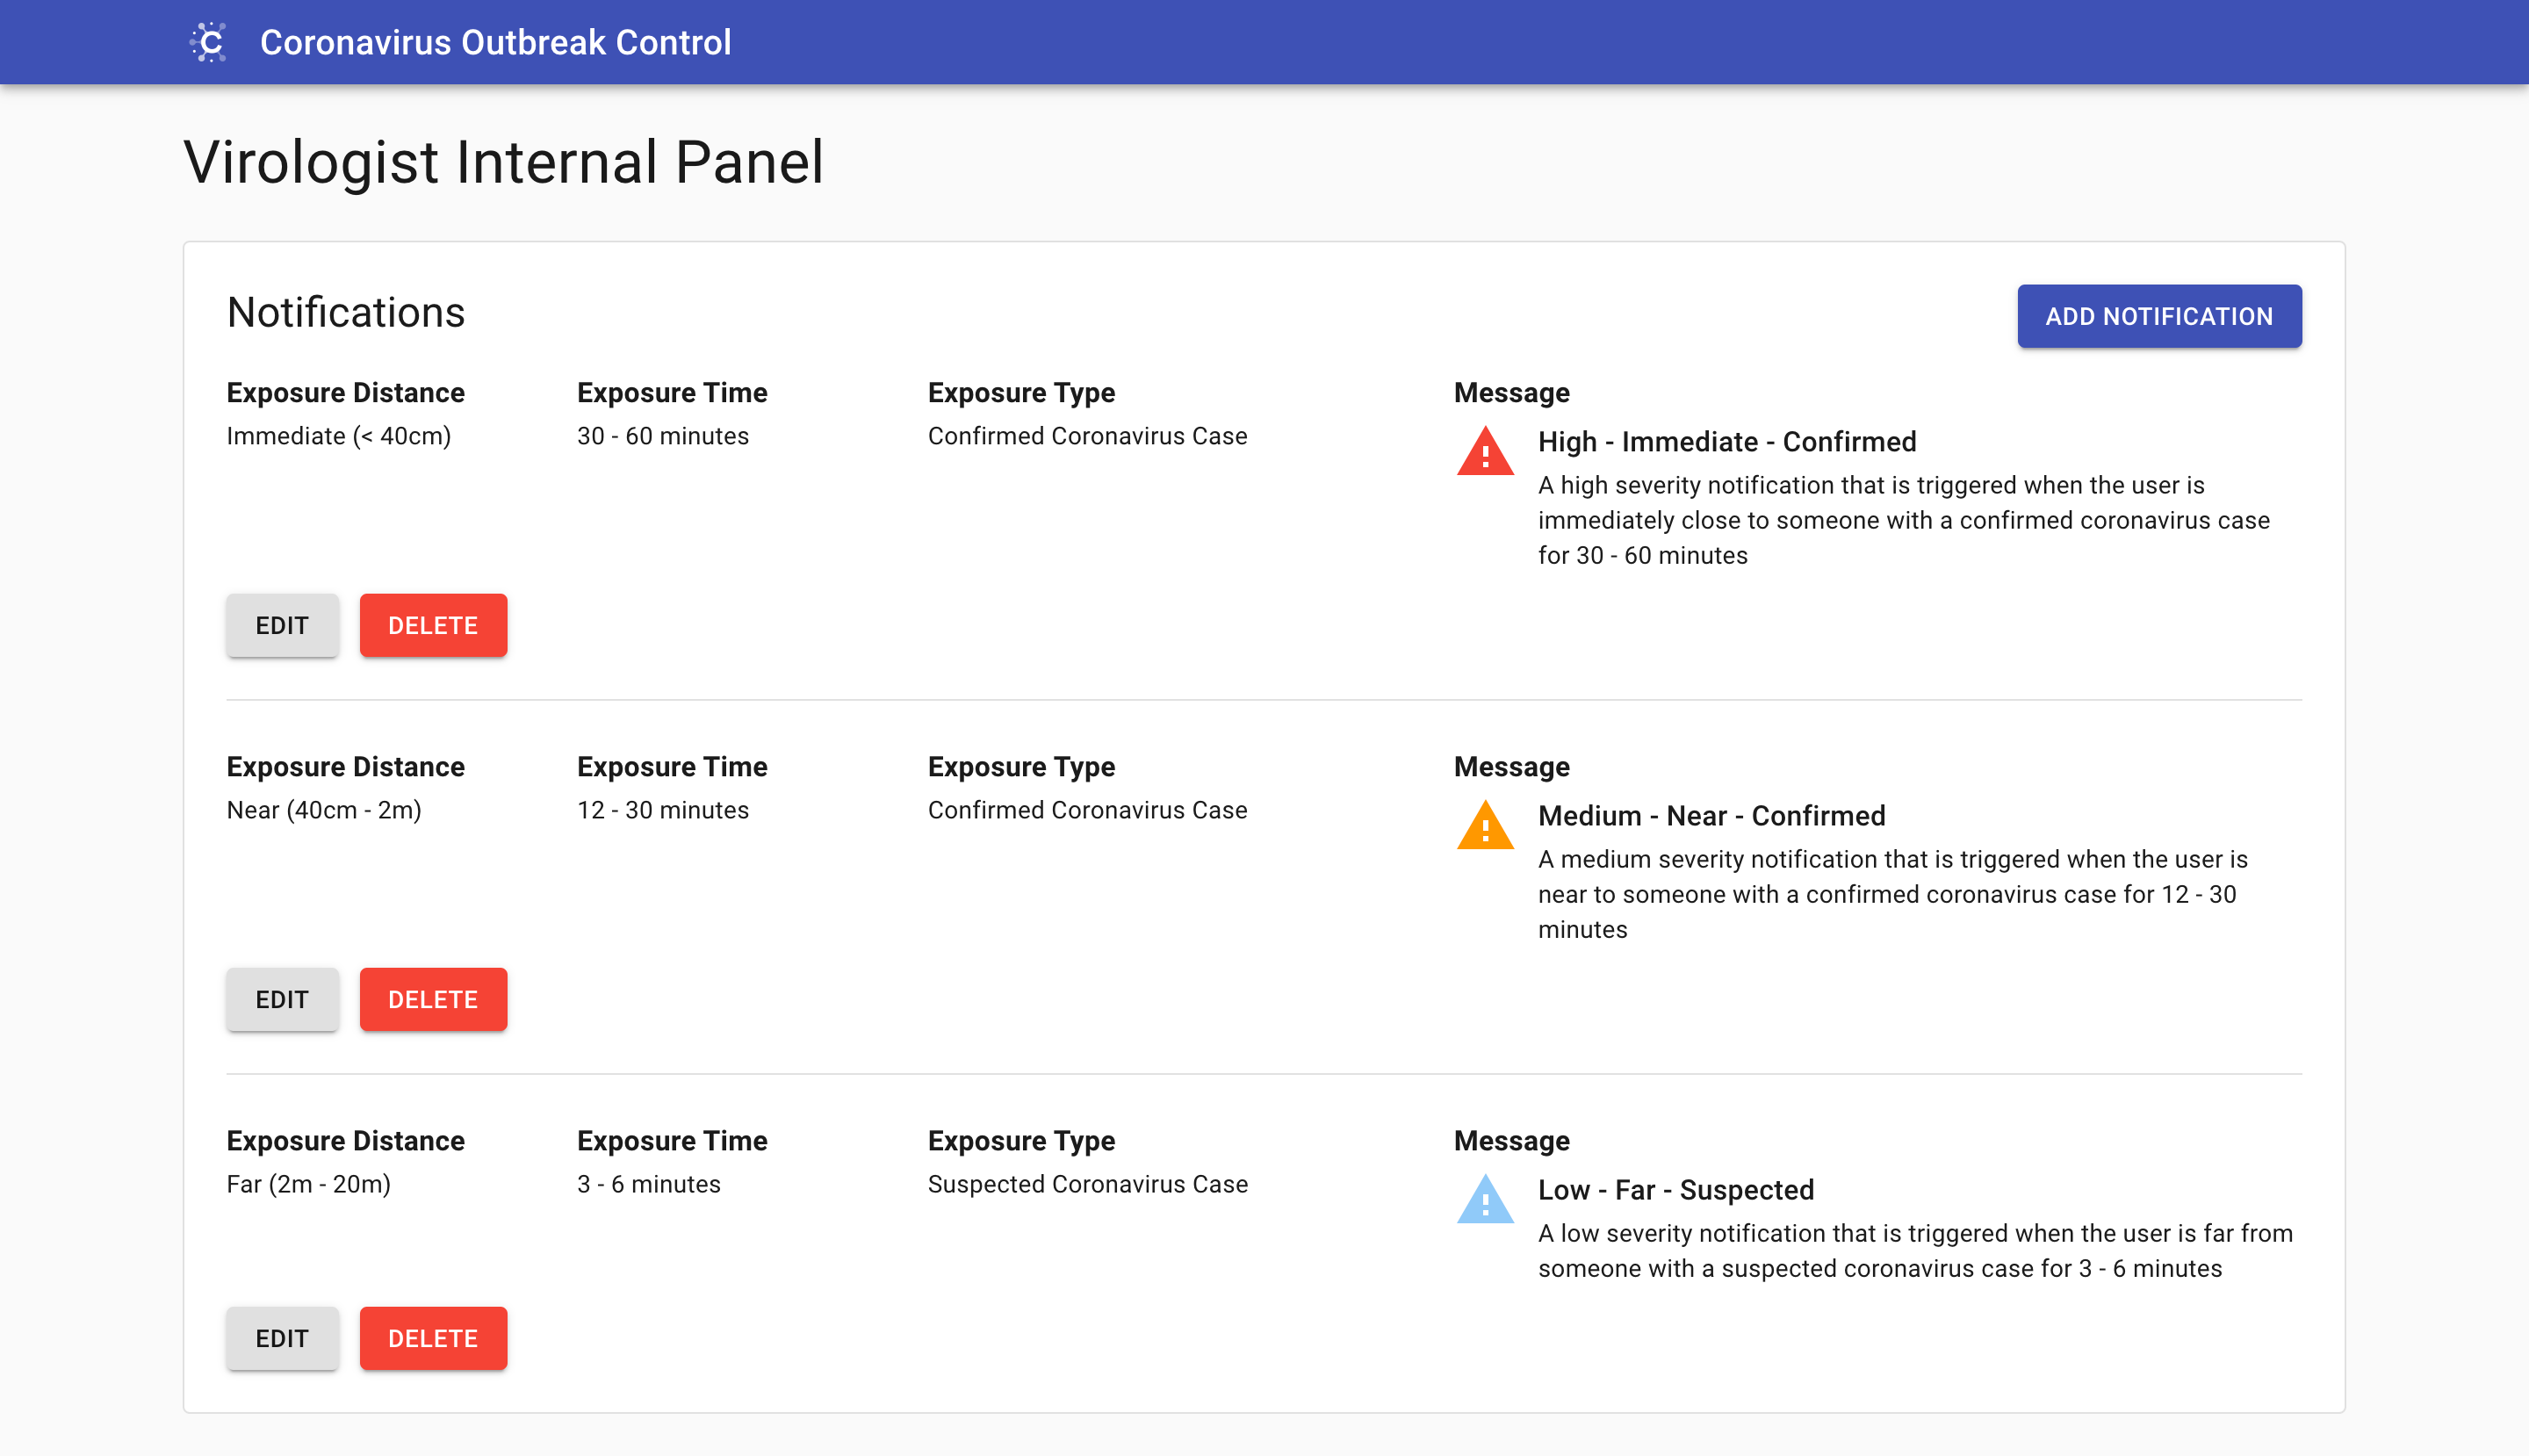 Coronavirus Outbreak Control
Virologist Internal Panel
Notifications
ADD NOTIFICATION
Exposure Distance
Immediate (< 40cm)
Exposure Time
30 - 60 minutes
Exposure Type
Confirmed Coronavirus Case
Message
High - Immediate - Confirmed
A high severity notification that is triggered when the user is
immediately close to someone with a confirmed coronavirus case
for 30 - 60 minutes
EDIT
DELETE
Exposure Distance
Near (40cm - 2m)
Exposure Time
12 - 30 minutes
Exposure Type
Confirmed Coronavirus Case
Message
Medium - Near - Confirmed
A medium severity notification that is triggered when the user is
near to someone with a confirmed coronavirus case for 12 - 30
minutes
EDIT
DELETE
Exposure Distance
Far (2m - 20m)
Exposure Time
3 - 6 minutes
Exposure Type
Suspected Coronavirus Case
Message
Low - Far - Suspected
A low severity notification that is triggered when the user is far from
someone with a suspected coronavirus case for 3 - 6 minutes
EDIT
DELETE